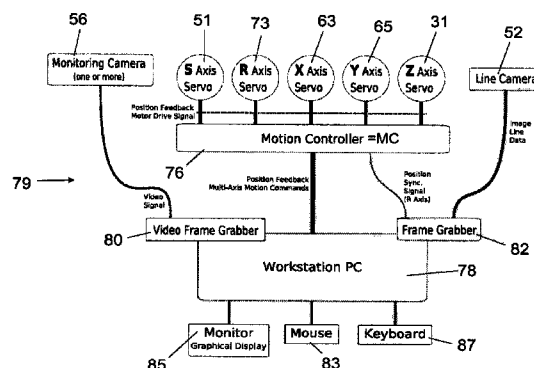 56
51
73
63
65
31
52
Monitoring Camera
(one or more)
S Axis
Servo
R Axis
Servo
X Axis
Servo
Y Axis
Servo
Z Axis
Servo
Line Camera
Position Feedback
Motor Drive Signal
Motion Controller =MC
76
Image
Line
Data
79
Position Feedback
Multi-Axis Motion Commands
Position
Sync.
Signal
(R Axis)
Video
Signal
80
Video Frame Grabber
Frame Grabber
82
Workstation PC
78
Monitor
Graphical Display
Mouse
Keyboard
85
83
87